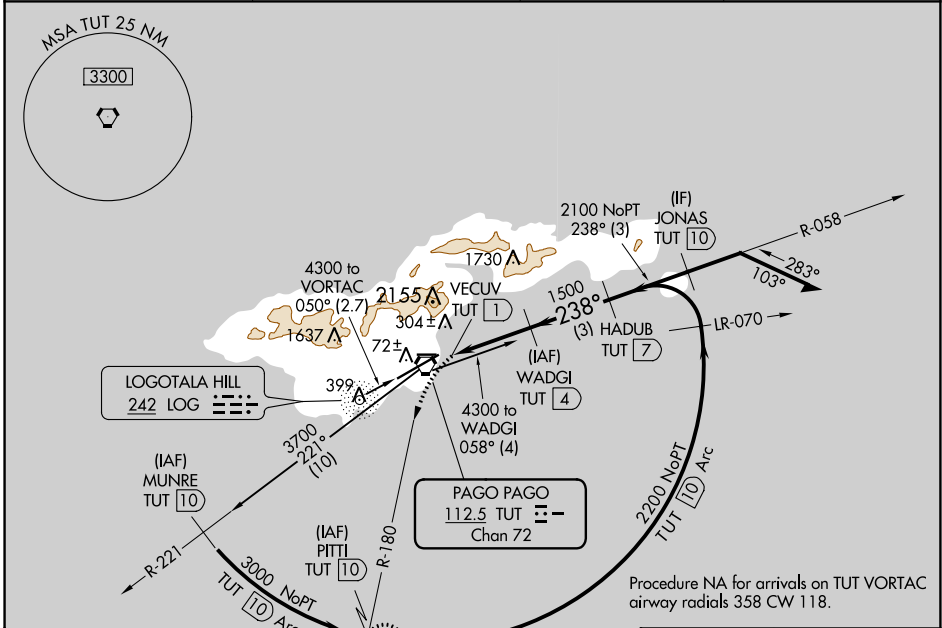 MSA TUT 25 NM
3300
(IF)
JONAS
TUT 10
2100 NoPT
238° (3)
R-058
283°
103°
1730
4300 to
VORTAC
050° (2.7)
2155
VECUV
TUT 1
1500
238°
(3)
HADUB
TUT 7
LR-070
304±
1637
72±
(IAF)
WADGI
TUT 4
399
LOGOTALA HILL
242 LOG
4300 to
WADGI
058° (4)
3700
221°
(10)
(IAF)
MUNRE
TUT 10
PAGO PAGO
112.5 TUT
Chan 72
2200 NoPT
TUT 10 Arc
(IAF)
PITTI
TUT 10
R-180
R-221
3000 NoPT
TUT 10 Arc
Procedure NA for arrivals on TUT VORTAC
airway radials 358 CW 118.